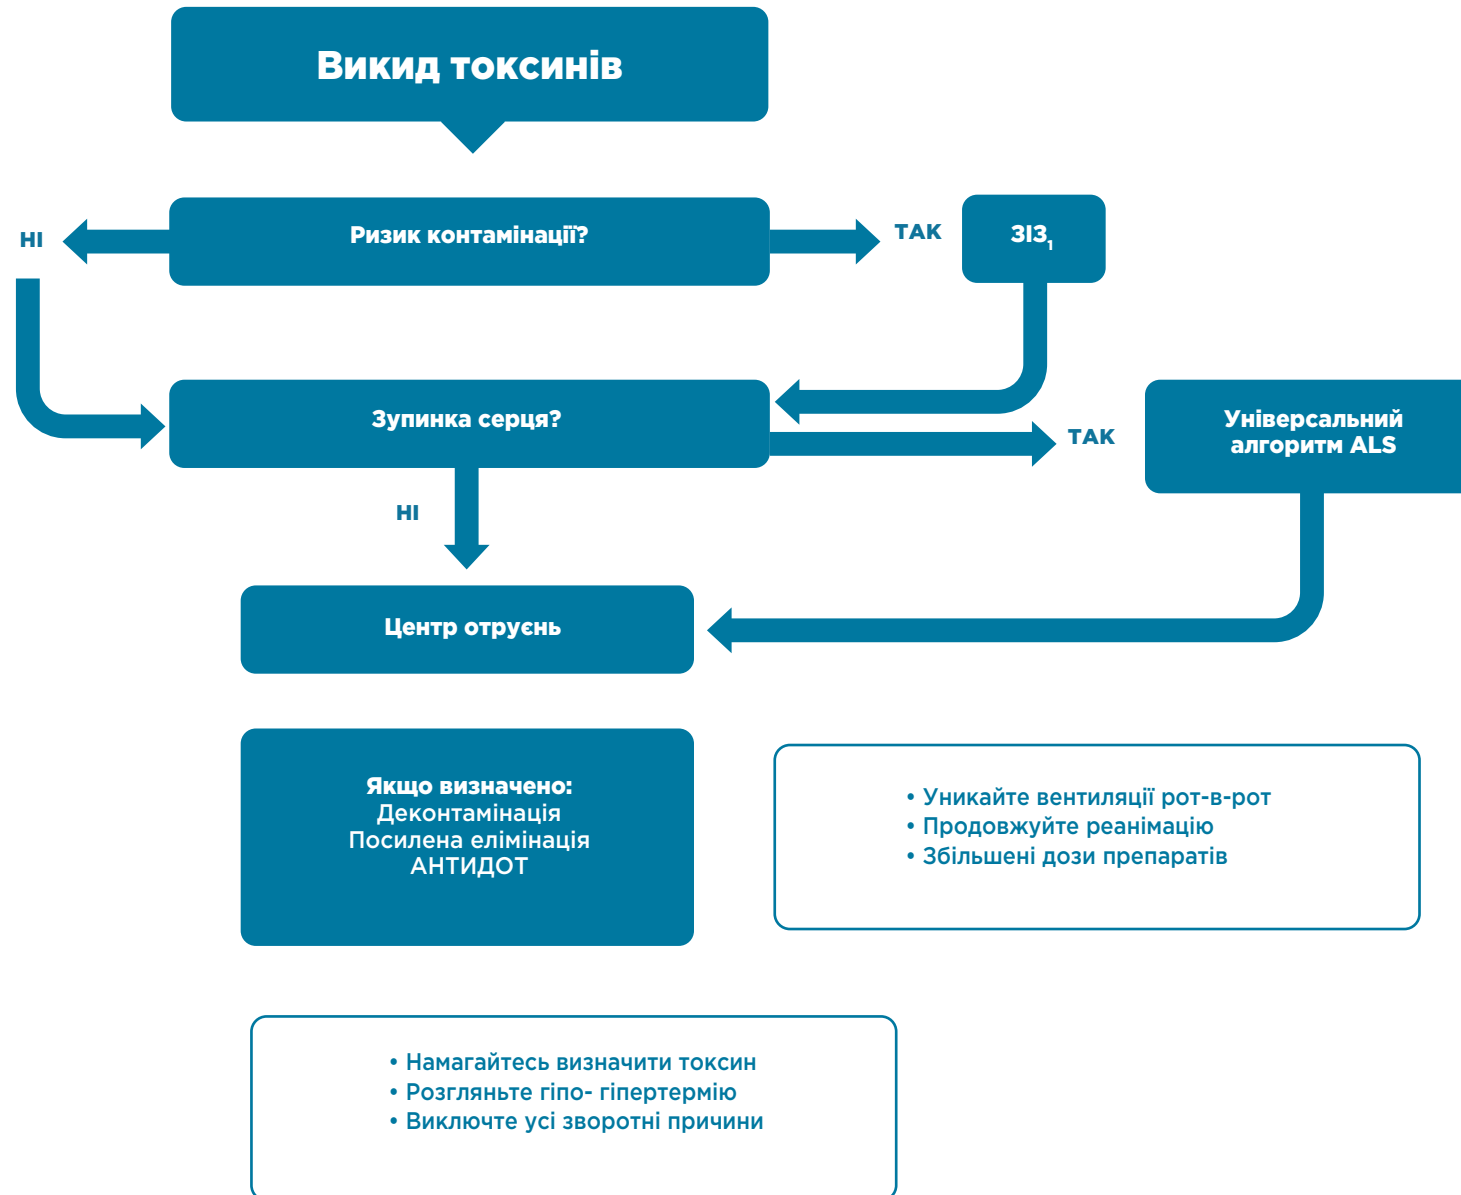 Викид токсинів
НІ
Ризик контамінації?
ТАК
ЗІЗ₁
Зупинка серця?
ТАК
Універсальний
алгоритм ALS
НІ
Центр отруєнь
Якщо визначено:
Деконтамінація
Посилена елімінація
АНТИДОТ
• Уникайте вентиляції рот-в-рот
• Продовжуйте реанімацію
• Збільшені дози препаратів
• Намагайтесь визначити токсин
• Розгляньте гіпо- гіпертермію
• Виключте усі зворотні причини